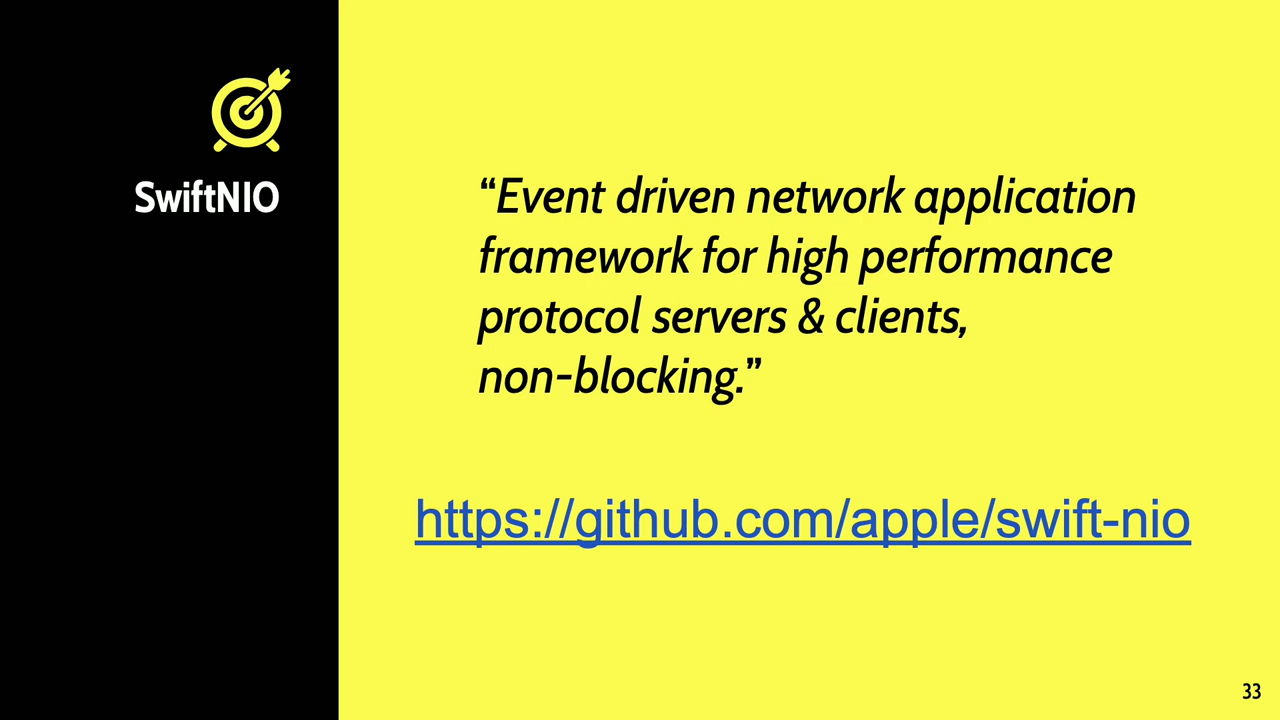 SwiftNIO
“Event driven network application
framework for high performance
protocol servers & clients,
non-blocking.”
https://github.com/apple/swift-nio
33